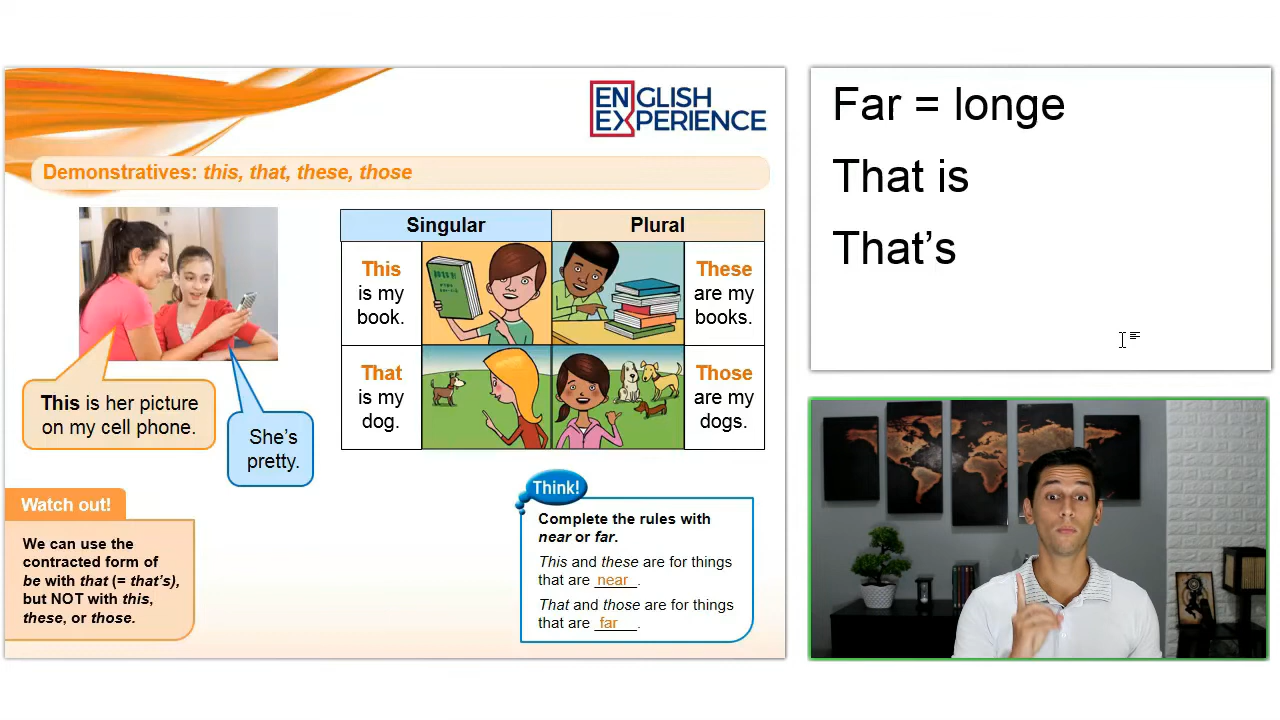 ENGLISH
EXPERIENCE
Demonstratives: this, that, these, those
Singular
Plural
This
is my
book.
These
are my
books.
That
is my
dog.
Those
are my
dogs.
This is her picture
on my cell phone.
She's
pretty.
Watch out!
We can use the
contracted form of
be with that (= that's),
but NOT with this,
these, or those.
Think!
Complete the rules with
near or far.
This and these are for things
that are near.
That and those are for things
that are far.
Far = longe
That is
That's